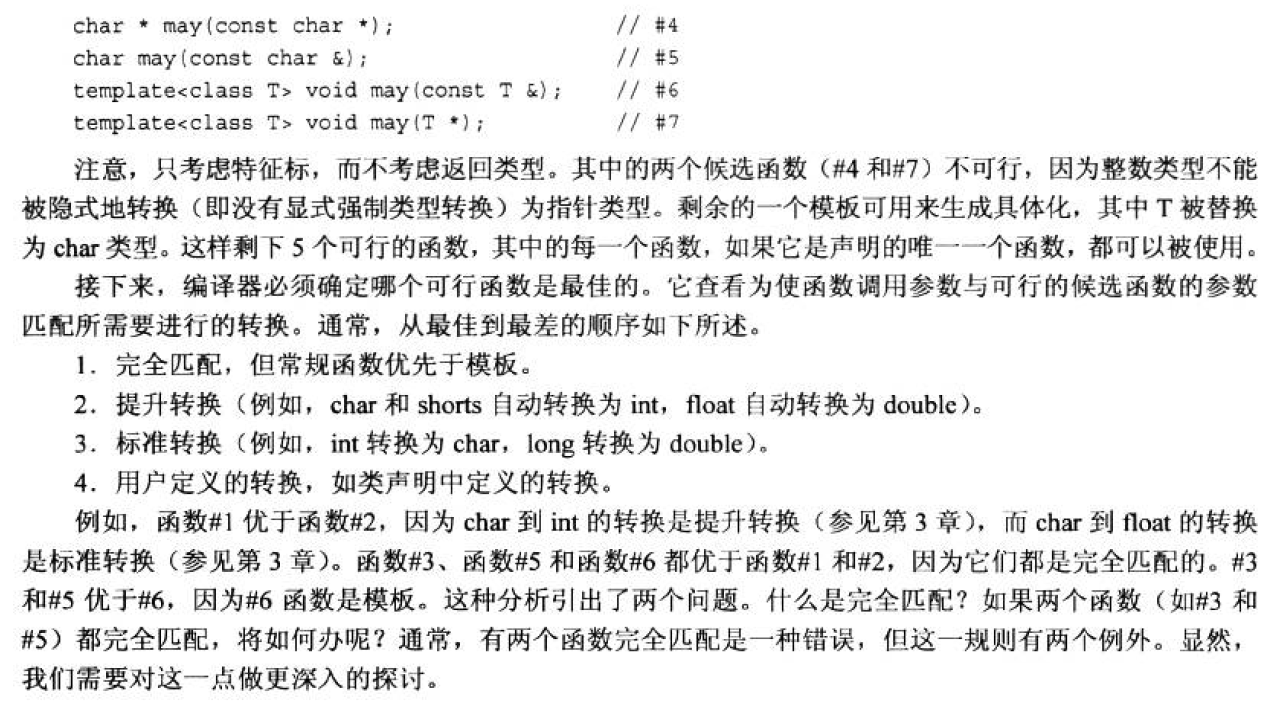 char * may(const char *); // #4
char may(const char &); // #5
template<class T> void may(const T &); // #6
template<class T> void may(T *); // #7
注意，只考虑特征标，而不考虑返回类型。其中的两个候选函数（#4 和#7）不可行，因为整数类型不能
被隐式地转换（即没有显式强制类型转换）为指针类型。剩余的一个模板可用来生成具体化，其中 T 被替换
为 char 类型。这样剩下 5 个可行的函数，其中的每一个函数，如果它是声明的唯一一个函数，都可以被使用。
接下来，编译器必须确定哪个可行函数是最佳的。它查看为使函数调用参数与可行的候选函数的参数
匹配所需要进行的转换。通常，从最佳到最差的顺序如下所述。
1．完全匹配，但常规函数优先于模板。
2．提升转换（例如，char 和 shorts 自动转换为 int，float 自动转换为 double）。
3．标准转换（例如，int 转换为 char，long 转换为 double）。
4．用户定义的转换，如类声明中定义的转换。
例如，函数#1 优于函数#2，因为 char 到 int 的转换是提升转换（参见第 3 章），而 char 到 float 的转换
是标准转换（参见第 3 章）。函数#3、函数#5 和函数#6 都优于函数#1 和#2，因为它们都是完全匹配的。#3
和#5 优于#6，因为#6 函数是模板。这种分析引出了两个问题。什么是完全匹配？如果两个函数（如#3 和
#5）都完全匹配，将如何办呢？通常，有两个函数完全匹配是一种错误，但这一规则有两个例外。显然，
我们需要对这一点做更深入的探讨。